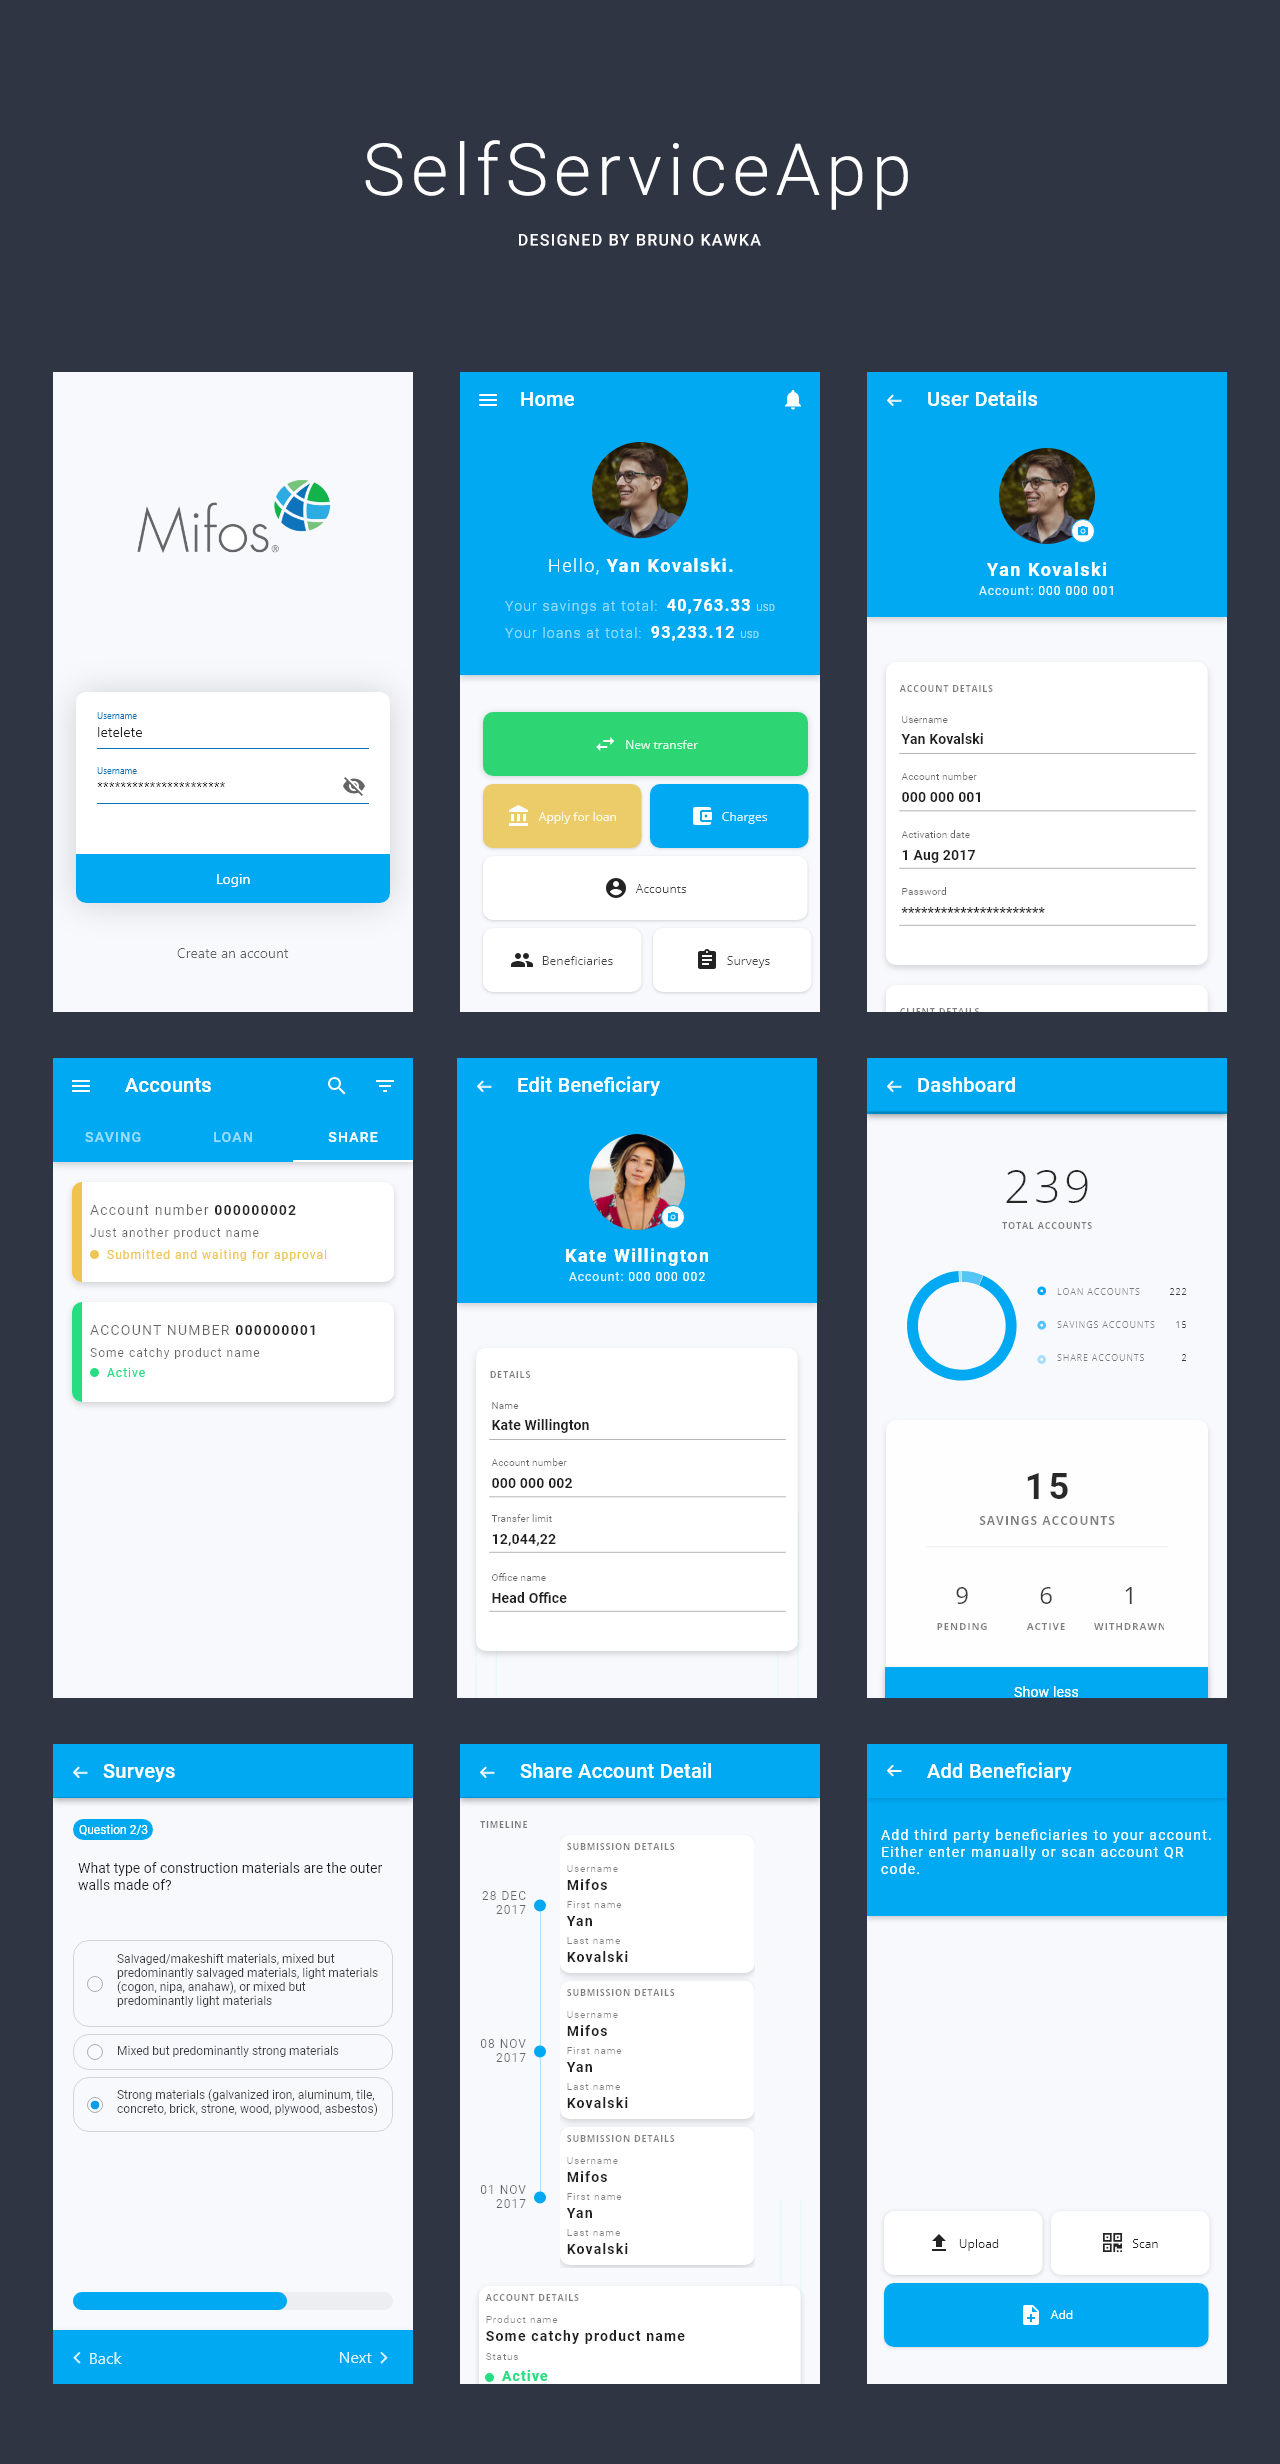 SelfServiceApp
DESIGNED BY BRUNO KAWKA
Mifos®
Username
letelete
Username
**********************
Login
Create an account
Home
Hello, Yan Kovalski.
Your savings at total: 40,763.33 USD
Your loans at total: 93,233.12 USD
New transfer
Apply for loan
Charges
Accounts
Beneficiaries
Surveys
User Details
Yan Kovalski
Account: 000 000 001
ACCOUNT DETAILS
Username
Yan Kovalski
Account number
000 000 001
Activation date
1 Aug 2017
Password
**********************
CLIENT DETAILS
Accounts
SAVING
LOAN
SHARE
Account number 000000002
Just another product name
Submitted and waiting for approval
ACCOUNT NUMBER 000000001
Some catchy product name
Active
Edit Beneficiary
Kate Willington
Account: 000 000 002
DETAILS
Name
Kate Willington
Account number
000 000 002
Transfer limit
12,044,22
Office name
Head Office
Dashboard
239
TOTAL ACCOUNTS
LOAN ACCOUNTS 222
SAVINGS ACCOUNTS 15
SHARE ACCOUNTS 2
15
SAVINGS ACCOUNTS
9
6
1
PENDING
ACTIVE
WITHDRAWN
Show less
Surveys
Question 2/3
What type of construction materials are the outer
walls made of?
Salvaged/makeshift materials, mixed but
predominantly salvaged materials, light materials
(cogon, nipa, anahaw), or mixed but
predominantly light materials
Mixed but predominantly strong materials
Strong materials (galvanized iron, aluminum, tile,
concreto, brick, strone, wood, plywood, asbestos)
Back
Next
Share Account Detail
TIMELINE
28 DEC
2017
SUBMISSION DETAILS
Username
Mifos
First name
Yan
Last name
Kovalski
08 NOV
2017
SUBMISSION DETAILS
Username
Mifos
First name
Yan
Last name
Kovalski
01 NOV
2017
SUBMISSION DETAILS
Username
Mifos
First name
Yan
Last name
Kovalski
ACCOUNT DETAILS
Product name
Some catchy product name
Status
Active
Add Beneficiary
Add third party beneficiaries to your account.
Either enter manually or scan account QR
code.
Upload
Scan
Add